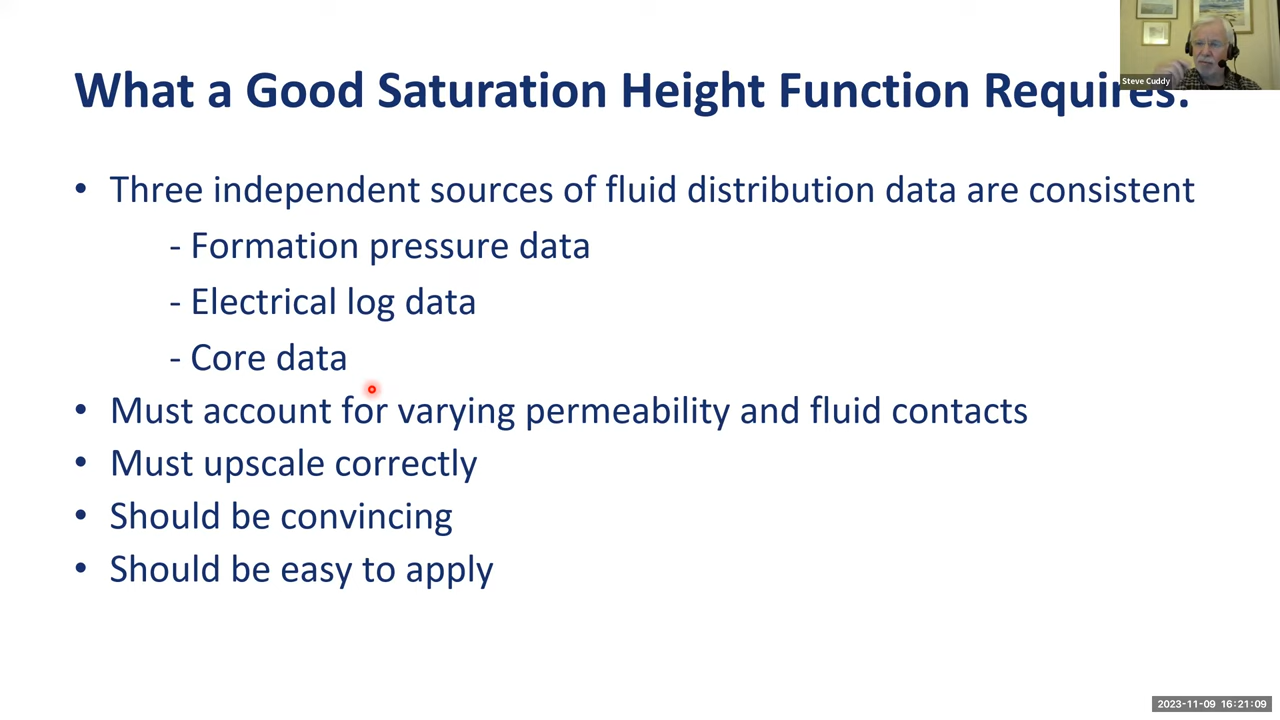 Steve Cuddy
What a Good Saturation Height Function Requires:
• Three independent sources of fluid distribution data are consistent
- Formation pressure data
- Electrical log data
- Core data
• Must account for varying permeability and fluid contacts
• Must upscale correctly
• Should be convincing
• Should be easy to apply
2023-11-09 16:21:09